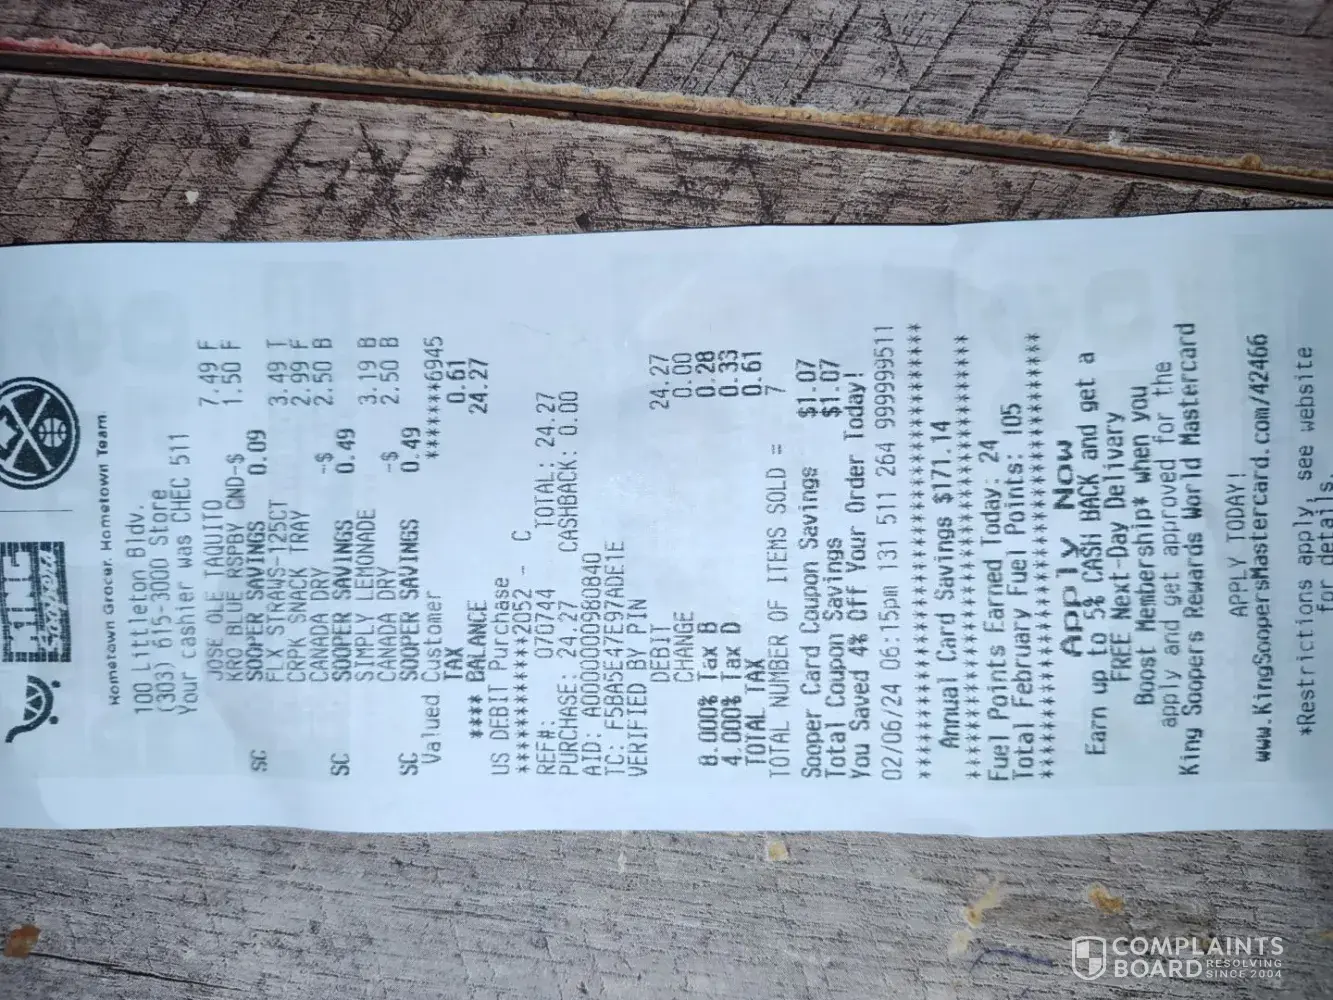 KING
Soopers
Hometown Grocer. Hometown Team
100 Littleton Bldv.
(303) 615-3000 Store
Your cashier was CHEC 511
JOSE OLE TAQUITO 7.49 F
KRO BLUE RSPBY CND-$ 1.50 F
SC SOOPER SAVINGS 0.09
FLX STRAWS-125CT 3.49 T
CRPK SNACK TRAY 2.99 F
CANADA DRY -$ 2.50 B
SC SOOPER SAVINGS 0.49
SIMPLY LEMONADE 3.19 B
CANADA DRY -$ 2.50 B
SC SOOPER SAVINGS 0.49
Valued Customer *******6945
TAX 0.61
**** BALANCE 24.27
US DEBIT Purchase
************2052 - C
REF#: 070744 TOTAL: 24.27
PURCHASE: 24.27 CASHBACK: 0.00
AID: A0000000980840
TC: F5BA5E47E97ADE1E
VERIFIED BY PIN
DEBIT 24.27
CHANGE 0.00
8.000% Tax B 0.28
4.000% Tax D 0.33
TOTAL TAX 0.61
TOTAL NUMBER OF ITEMS SOLD = 7
Sooper Card Coupon Savings $1.07
Total Coupon Savings $1.07
You Saved 4% Off Your Order Today!
02/06/24 06:15pm 131 511 264 999999511
************************************
Annual Card Savings $171.14
************************************
Fuel Points Earned Today: 24
Total February Fuel Points: 105
************************************
Apply Now
Earn up to 5% CASH BACK and get a
FREE Next-Day Delivery
Boost Membership* when you
apply and get approved for the
King Soopers Rewards World Mastercard
APPLY TODAY!
www.KingSoopersMastercard.com/42466
*Restrictions apply, see website
for details.
COMPLAINTS
BOARD RESOLVING
SINCE 2004